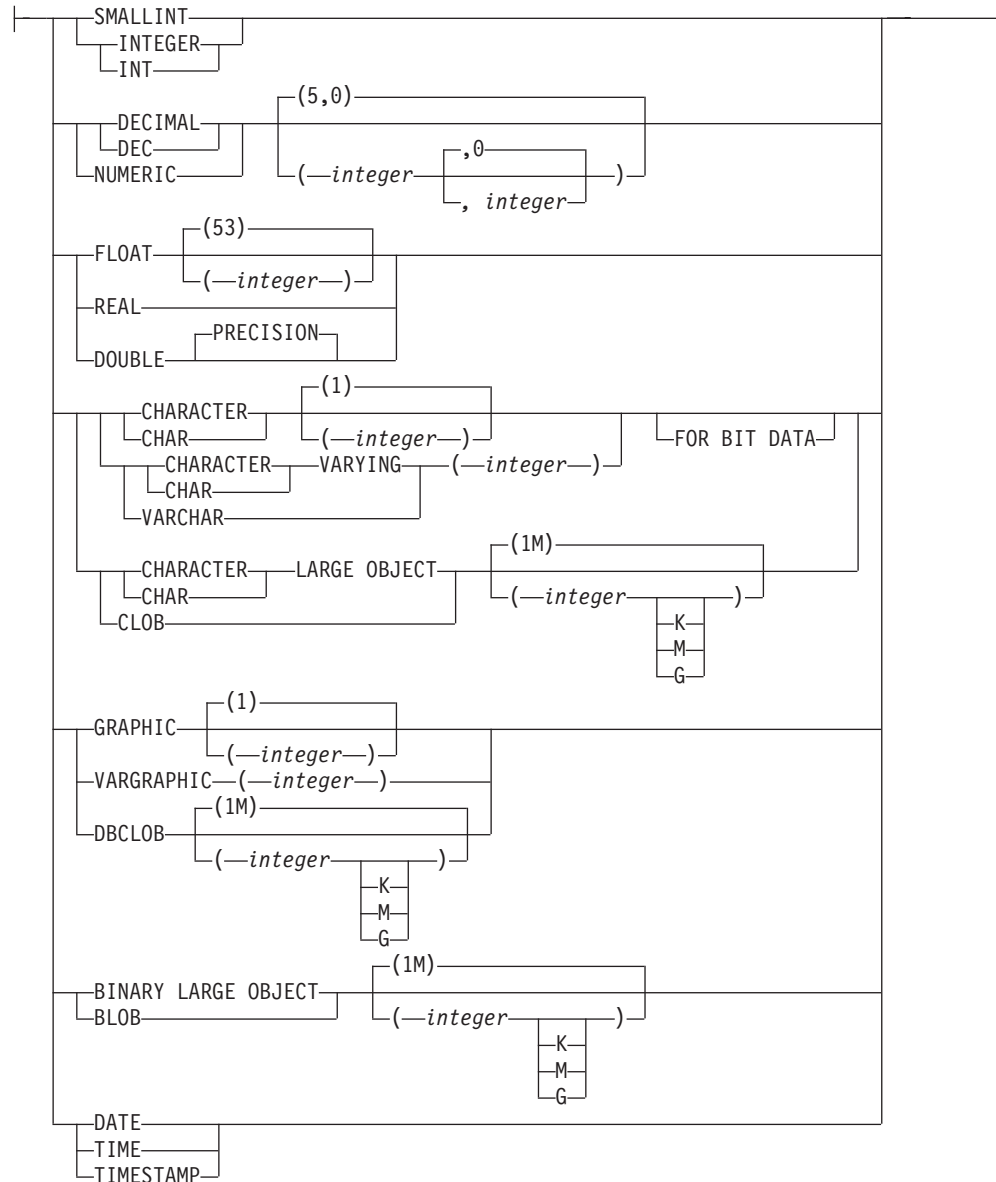 SMALLINT
INTEGER
INT
(5,0)
DECIMAL
DEC
NUMERIC
,0
( integer )
, integer
(53)
FLOAT
( integer )
REAL
PRECISION
DOUBLE
(1)
CHARACTER
CHAR
( integer )
FOR BIT DATA
CHARACTER VARYING ( integer )
CHAR
VARCHAR
(1M)
CHARACTER LARGE OBJECT
CHAR
( integer )
CLOB
K
M
G
(1)
GRAPHIC
( integer )
VARGRAPHIC ( integer )
(1M)
DBCLOB
( integer )
K
M
G
(1M)
BINARY LARGE OBJECT
BLOB
( integer )
K
M
G
DATE
TIME
TIMESTAMP